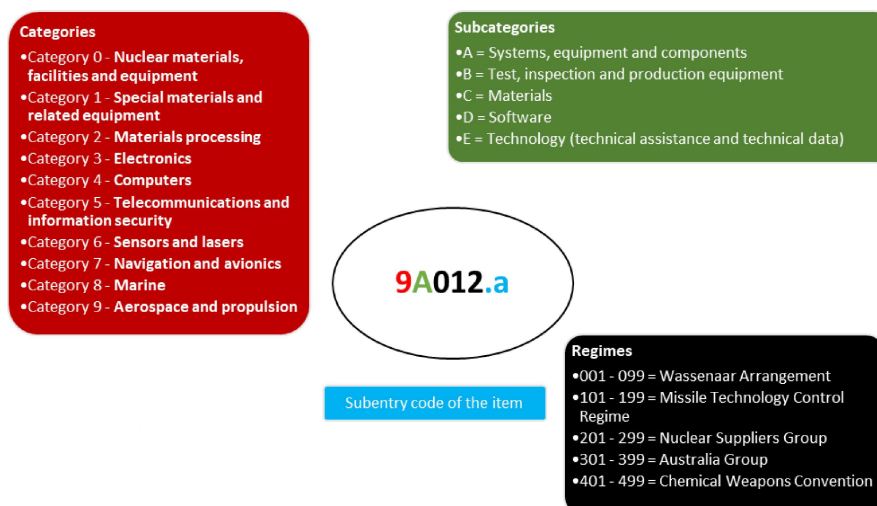 Categories
•Category 0 - Nuclear materials,
facilities and equipment
•Category 1 - Special materials and
related equipment
•Category 2 - Materials processing
•Category 3 - Electronics
•Category 4 - Computers
•Category 5 - Telecommunications and
information security
•Category 6 - Sensors and lasers
•Category 7 - Navigation and avionics
•Category 8 - Marine
•Category 9 - Aerospace and propulsion
Subcategories
•A = Systems, equipment and components
•B = Test, inspection and production equipment
•C = Materials
•D = Software
•E = Technology (technical assistance and technical data)
9A012.a
Subentry code of the item
Regimes
•001 - 099 = Wassenaar Arrangement
•101 - 199 = Missile Technology Control
Regime
•201 - 299 = Nuclear Suppliers Group
•301 - 399 = Australia Group
•401 - 499 = Chemical Weapons Convention